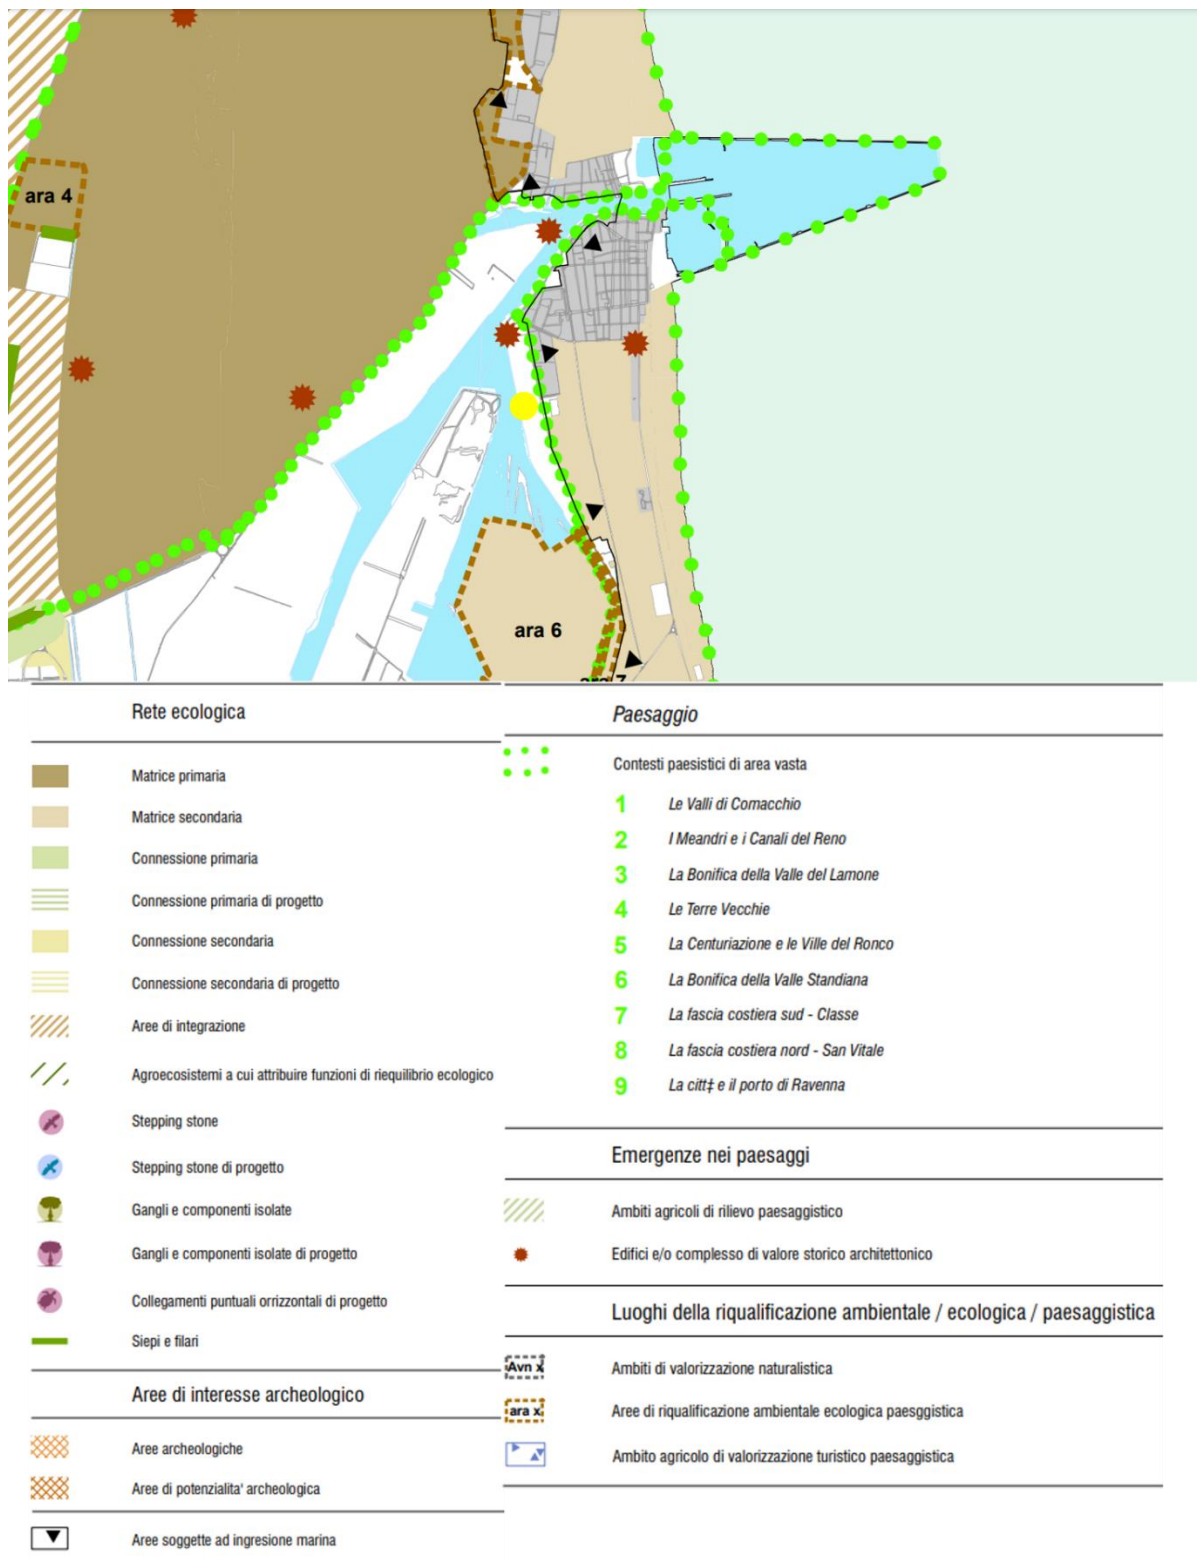 ara 4
ara 6
ara 7
Rete ecologica
Matrice primaria
Matrice secondaria
Connessione primaria
Connessione primaria di progetto
Connessione secondaria
Connessione secondaria di progetto
Aree di integrazione
Agroecosistemi a cui attribuire funzioni di riequilibrio ecologico
Stepping stone
Stepping stone di progetto
Gangli e componenti isolate
Gangli e componenti isolate di progetto
Collegamenti puntuali orrizontali di progetto
Siepi e filari
Aree di interesse archeologico
Aree archeologiche
Aree di potenzialita' archeologica
Aree soggette ad ingresione marina
Paesaggio
Contesti paesistici di area vasta
1 Le Valli di Comacchio
2 I Meandri e i Canali del Reno
3 La Bonifica della Valle del Lamone
4 Le Terre Vecchie
5 La Centuriazione e le Ville del Ronco
6 La Bonifica della Valle Standiana
7 La fascia costiera sud - Classe
8 La fascia costiera nord - San Vitale
9 La citt‡ e il porto di Ravenna
Emergenze nei paesaggi
Ambiti agricoli di rilievo paesaggistico
Edifici e/o complesso di valore storico architettonico
Luoghi della riqualificazione ambientale / ecologica / paesaggistica
Avn x Ambiti di valorizzazione naturalistica
ara x Aree di riqualificazione ambientale ecologica paesggistica
Ambito agricolo di valorizzazione turistico paesaggistica